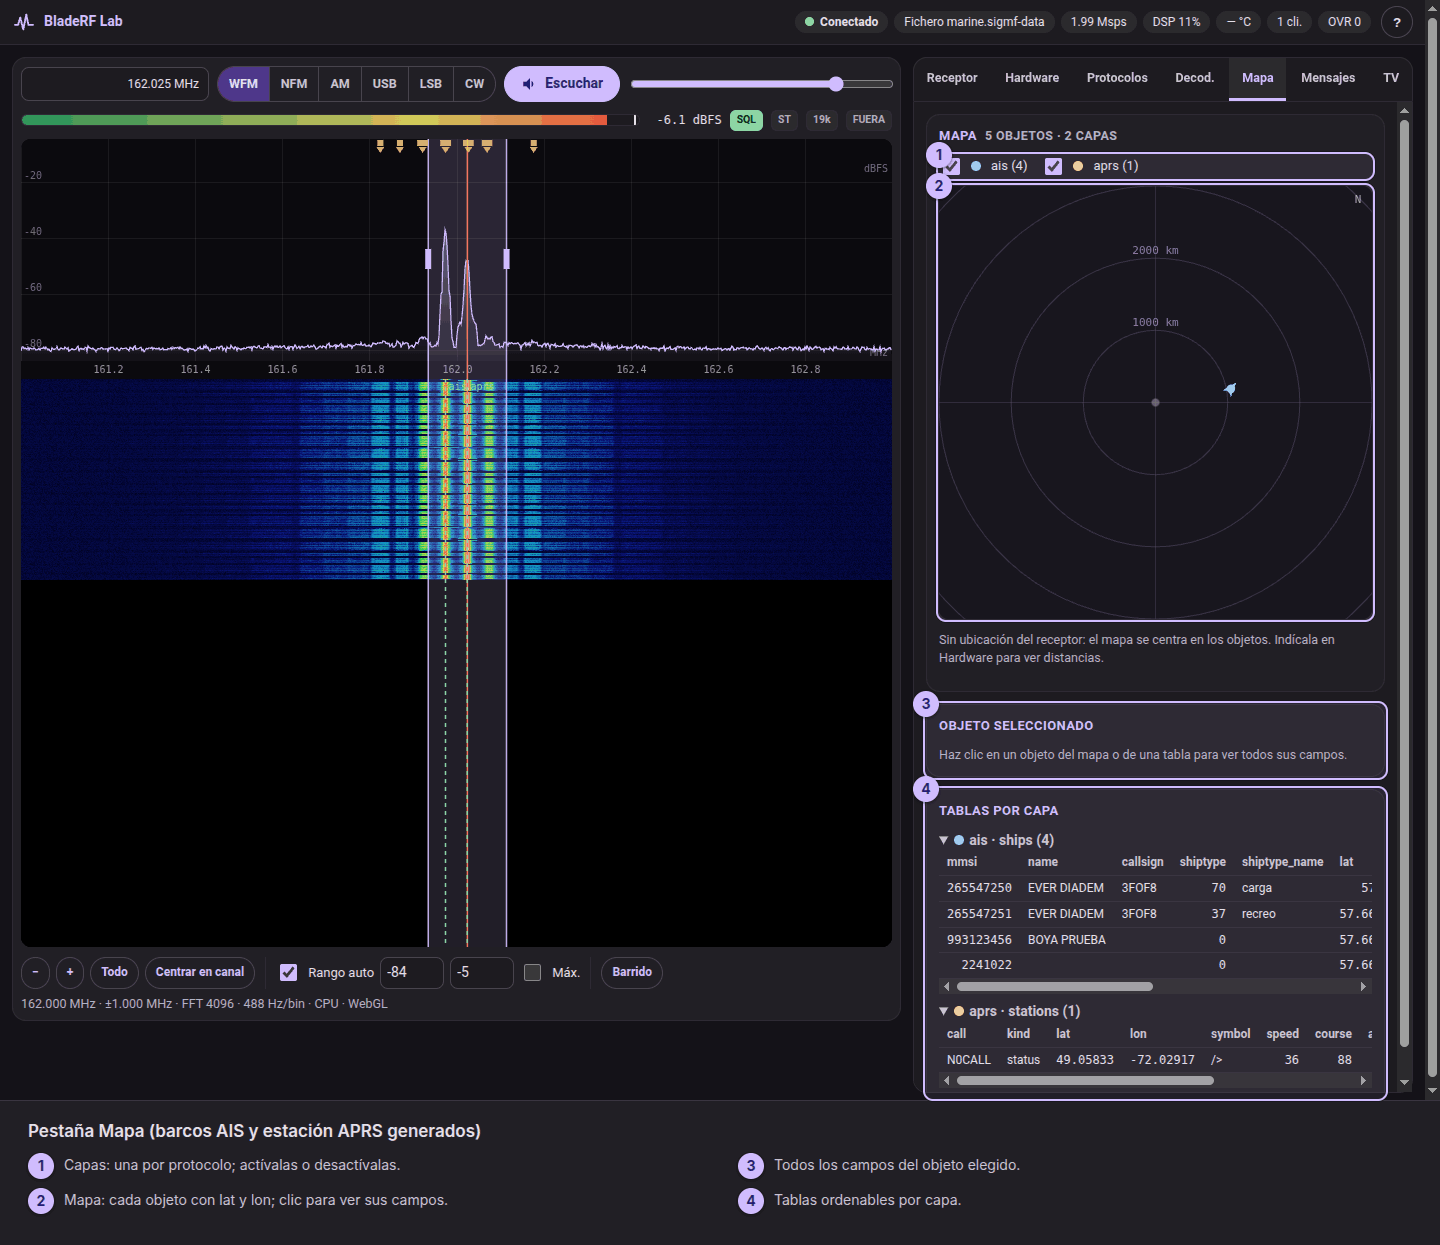 BladeRF Lab
Conectado
Fichero marine.sigmf-data
1.99 Msps
DSP 11%
— °C
1 cli.
OVR 0
?
162.025 MHz
WFM NFM AM USB LSB CW
Escuchar
-6.1 dBFS SQL ST 19k FUERA
dBFS
-20
-40
-60
-80
MHz
161.2 161.4 161.6 161.8 162.0 162.2 162.4 162.6 162.8
− + Todo Centrar en canal Rango auto -84 -5 Máx. Barrido
162.000 MHz · ±1.000 MHz · FFT 4096 · 488 Hz/bin · CPU · WebGL
Receptor Hardware Protocolos Decod. Mapa Mensajes TV
MAPA 5 OBJETOS · 2 CAPAS
1
ais (4) aprs (1)
2
N
2000 km
1000 km
Sin ubicación del receptor: el mapa se centra en los objetos. Indícala en
Hardware para ver distancias.
3
OBJETO SELECCIONADO
Haz clic en un objeto del mapa o de una tabla para ver todos sus campos.
4
TABLAS POR CAPA
ais · ships (4)
mmsi name callsign shiptype shiptype_name lat
265547250 EVER DIADEM 3FOF8 70 carga 57
265547251 EVER DIADEM 3FOF8 37 recreo 57.66
993123456 BOYA PRUEBA 0 57.66
2241022 0 57.66
aprs · stations (1)
call kind lat lon symbol speed course a
N0CALL status 49.05833 -72.02917 /> 36 88
Pestaña Mapa (barcos AIS y estación APRS generados)
1 Capas: una por protocolo; actívalas o desactívalas.
2 Mapa: cada objeto con lat y lon; clic para ver sus campos.
3 Todos los campos del objeto elegido.
4 Tablas ordenables por capa.